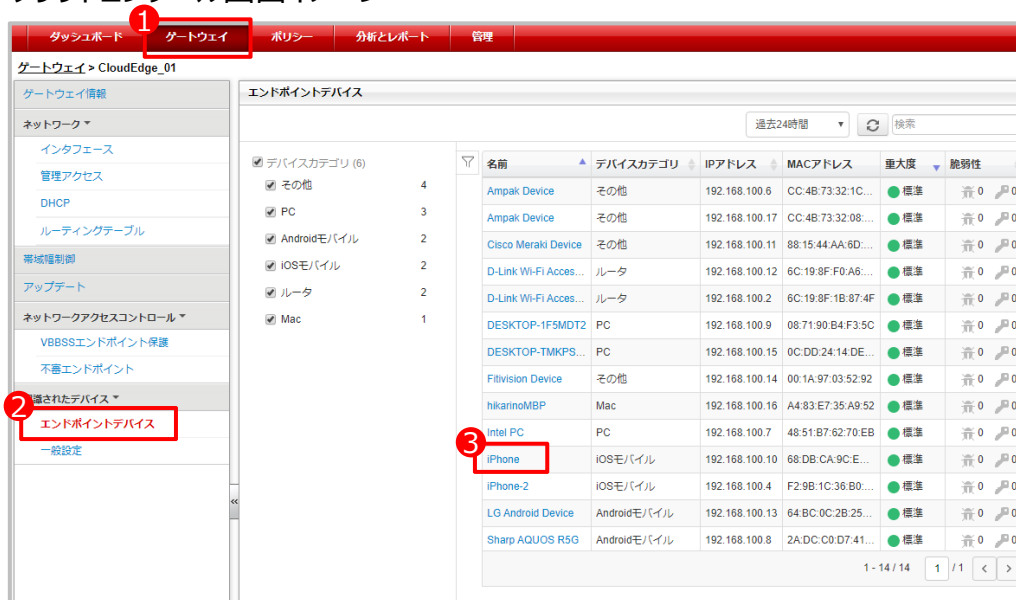 1
ダッシュボード ゲートウェイ ポリシー 分析とレポート 管理
ゲートウェイ > CloudEdge_01
ゲートウェイ情報
ネットワーク
インタフェース
管理アクセス
DHCP
ルーティングテーブル
帯域幅制御
アップデート
ネットワークアクセスコントロール
VBBSSエンドポイント保護
不審エンドポイント
2
識されたデバイス
エンドポイントデバイス
一般設定
«
エンドポイントデバイス
過去24時間 検索
デバイスカテゴリ (6)
その他 4
PC 3
Androidモバイル 2
iOSモバイル 2
ルータ 2
Mac 1
名前 デバイスカテゴリ IPアドレス MACアドレス 重大度 脆弱性
Ampak Device その他 192.168.100.6 CC:4B:73:32:1C... 標準 0 0
Ampak Device その他 192.168.100.17 CC:4B:73:32:08:... 標準 0 0
Cisco Meraki Device その他 192.168.100.11 88:15:44:AA:6D:... 標準 0 0
D-Link Wi-Fi Acces... ルータ 192.168.100.12 6C:19:8F:F0:A6:... 標準 0 0
D-Link Wi-Fi Acces... ルータ 192.168.100.2 6C:19:8F:1B:87:4F 標準 0 0
DESKTOP-1F5MDT2 PC 192.168.100.9 08:71:90:B4:F3:5C 標準 0 0
DESKTOP-TMKPS... PC 192.168.100.15 0C:DD:24:14:DE... 標準 0 0
Fitivision Device その他 192.168.100.14 00:1A:97:03:52:92 標準 0 0
hikarinoMBP Mac 192.168.100.16 A4:83:E7:35:A9:52 標準 0 0
Intel PC PC 192.168.100.7 48:51:B7:62:70:EB 標準 0 0
3
iPhone iOSモバイル 192.168.100.10 68:DB:CA:9C:E... 標準 0 0
iPhone-2 iOSモバイル 192.168.100.4 F2:9B:1C:36:B0:... 標準 0 0
LG Android Device Androidモバイル 192.168.100.13 64:BC:0C:2B:25... 標準 0 0
Sharp AQUOS R5G Androidモバイル 192.168.100.8 2A:DC:C0:D7:41... 標準 0 0
1 - 14 / 14 1 / 1 < >